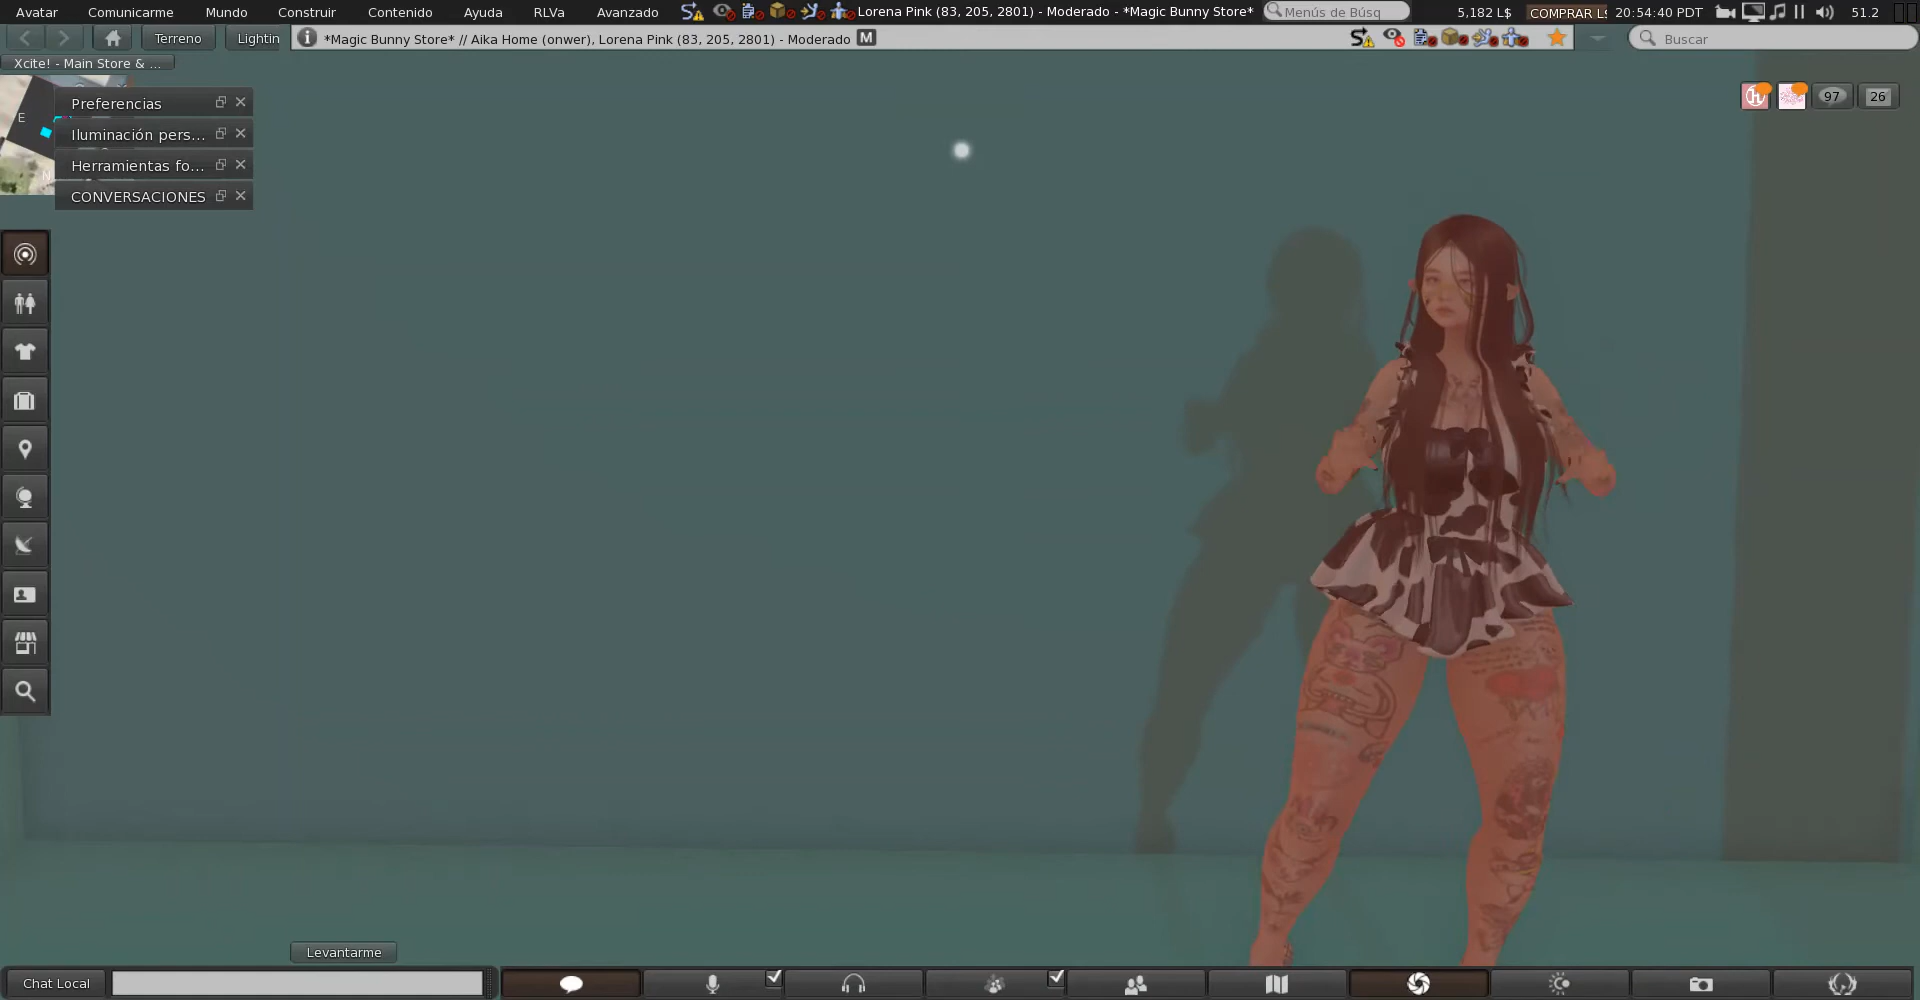 Avatar Comunicarme Mundo Construir Contenido Ayuda RLVa Avanzado Lorena Pink (83, 205, 2801) - Moderado - *Magic Bunny Store* Menús de Búsq 5,182 L$ COMPRAR L$ 20:54:40 PDT 51.2
Terreno Lightin *Magic Bunny Store* // Aika Home (onwer), Lorena Pink (83, 205, 2801) - Moderado M Buscar
Xcite! - Main Store & ...
Preferencias
97 26
E
Iluminación pers...
Herramientas fo...
N
CONVERSACIONES
Levantarme
Chat Local